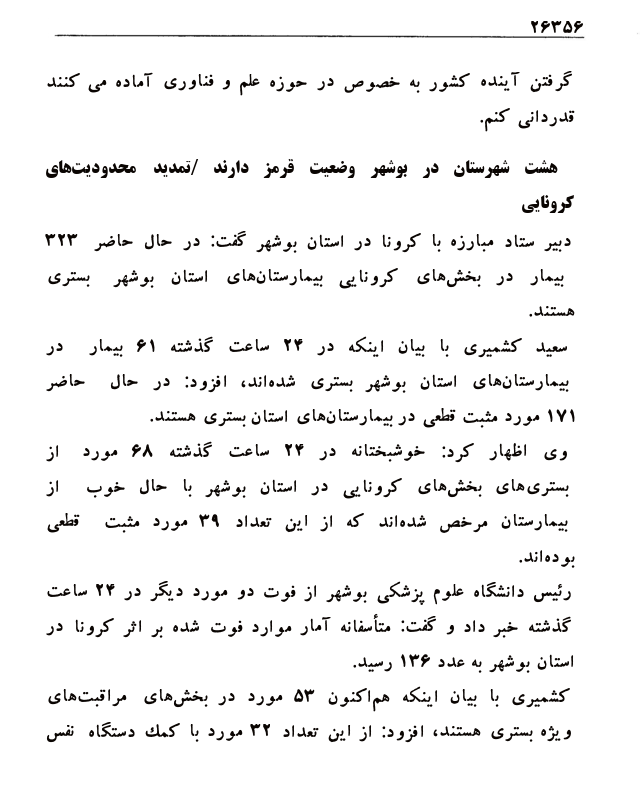 ۲۶۳۵۶
گرفتن آینده کشور به خصوص در حوزه علم و فناوری آماده می کنند
قدردانی کنم.
هشت شهرستان در بوشهر وضعیت قرمز دارند /تمدید محدودیت‌های
کرونایی
دبیر ستاد مبارزه با کرونا در استان بوشهر گفت: در حال حاضر ۳۲۳
بیمار در بخش‌های کرونایی بیمارستان‌های استان بوشهر بستری
هستند.
سعید کشمیری با بیان اینکه در ۲۴ ساعت گذشته ۶۱ بیمار در
بیمارستان‌های استان بوشهر بستری شده‌اند، افزود: در حال حاضر
۱۷۱ مورد مثبت قطعی در بیمارستان‌های استان بستری هستند.
وی اظهار کرد: خوشبختانه در ۲۴ ساعت گذشته ۶۸ مورد از
بستری‌های بخش‌های کرونایی در استان بوشهر با حال خوب از
بیمارستان مرخص شده‌اند که از این تعداد ۳۹ مورد مثبت قطعی
بوده‌اند.
رئیس دانشگاه علوم پزشکی بوشهر از فوت دو مورد دیگر در ۲۴ ساعت
گذشته خبر داد و گفت: متأسفانه آمار موارد فوت شده بر اثر کرونا در
استان بوشهر به عدد ۱۳۶ رسید.
کشمیری با بیان اینکه هم‌اکنون ۵۳ مورد در بخش‌های مراقبت‌های
ویژه بستری هستند، افزود: از این تعداد ۳۲ مورد با کمك دستگاه نفس